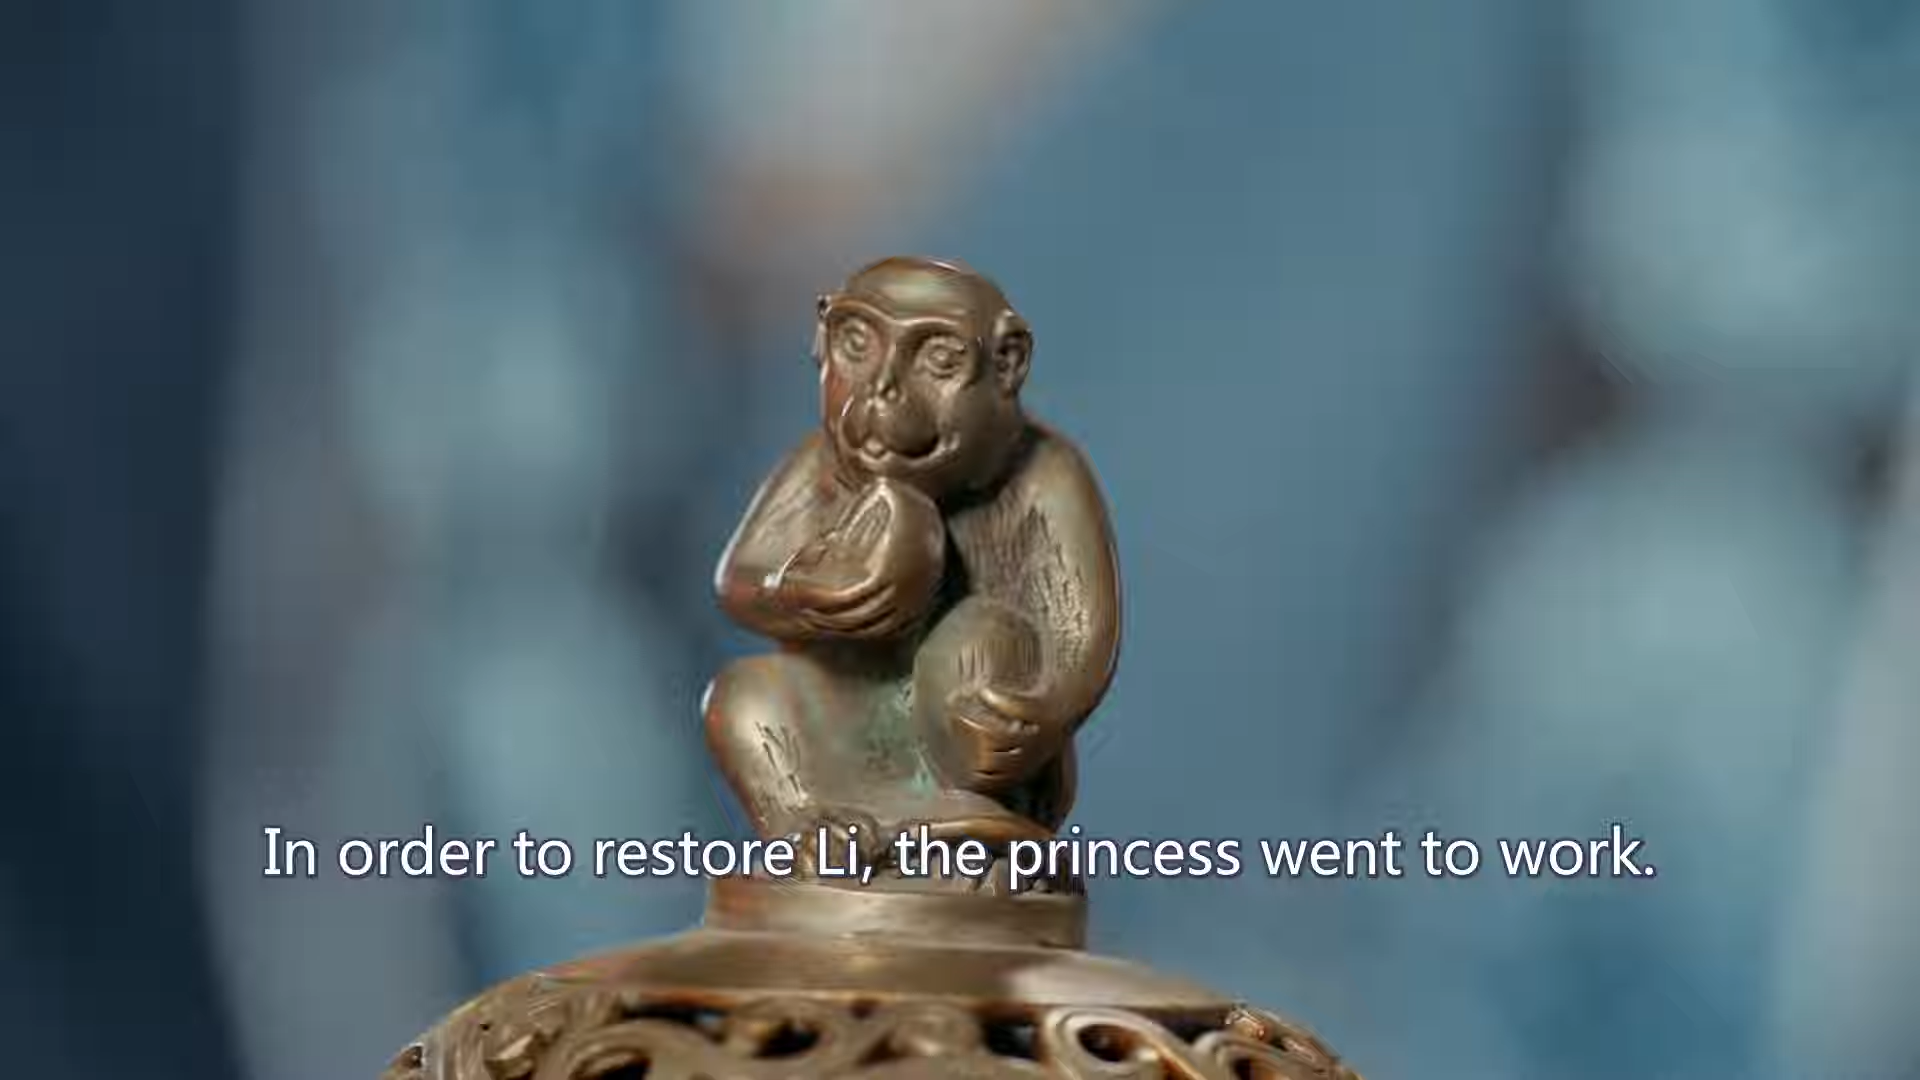 In order to restore Li, the princess went to work.